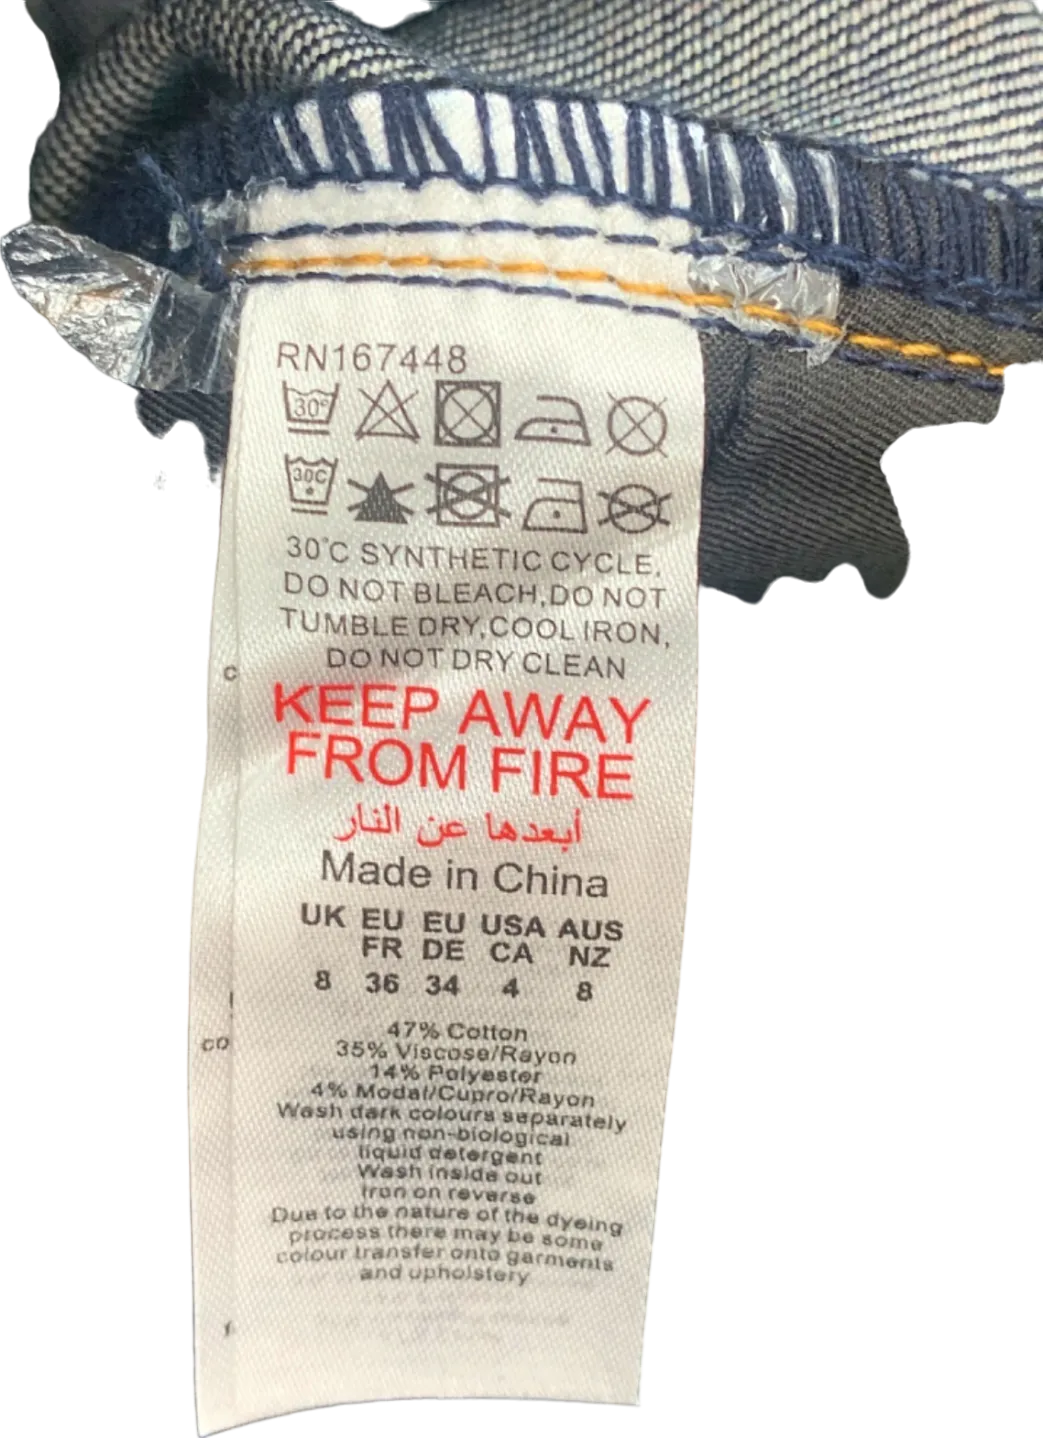 RN167448
30°
30C
30°C SYNTHETIC CYCLE,
DO NOT BLEACH,DO NOT
TUMBLE DRY,COOL IRON,
DO NOT DRY CLEAN
KEEP AWAY
FROM FIRE
أبعدها عن النار
Made in China
UK EU EU USA AUS
FR DE CA NZ
8 36 34 4 8
47% Cotton
35% Viscose/Rayon
14% Polyester
4% Modal/Cupro/Rayon
Wash dark colours separately
using non-biological
liquid detergent
Wash inside out
Iron on reverse
Due to the nature of the dyeing
process there may be some
colour transfer onto garments
and upholstery